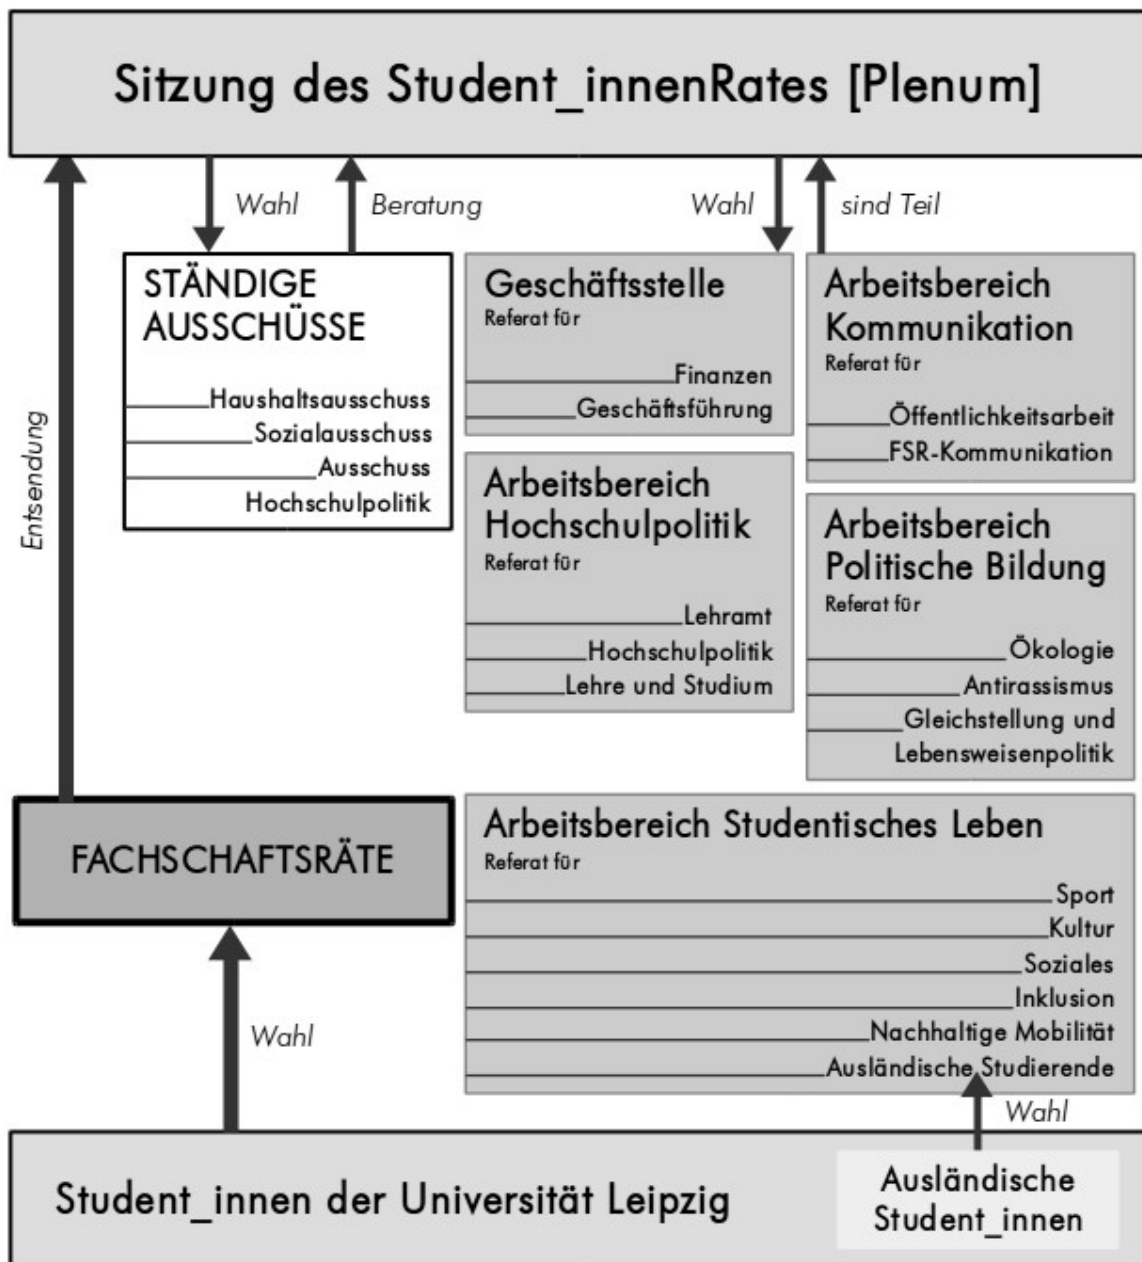 Sitzung des Student_innenRates [Plenum]
Wahl
Beratung
Wahl
sind Teil
Entsendung
STÄNDIGE
AUSSCHÜSSE
Haushaltsausschuss
Sozialausschuss
Ausschuss
Hochschulpolitik
Geschäftsstelle
Referat für
Finanzen
Geschäftsführung
Arbeitsbereich
Kommunikation
Referat für
Öffentlichkeitsarbeit
FSR-Kommunikation
Arbeitsbereich
Hochschulpolitik
Referat für
Lehramt
Hochschulpolitik
Lehre und Studium
Arbeitsbereich
Politische Bildung
Referat für
Ökologie
Antirassismus
Gleichstellung und
Lebensweisenpolitik
FACHSCHAFTSRÄTE
Arbeitsbereich Studentisches Leben
Referat für
Sport
Kultur
Soziales
Inklusion
Nachhaltige Mobilität
Ausländische Studierende
Wahl
Wahl
Student_innen der Universität Leipzig
Ausländische
Student_innen